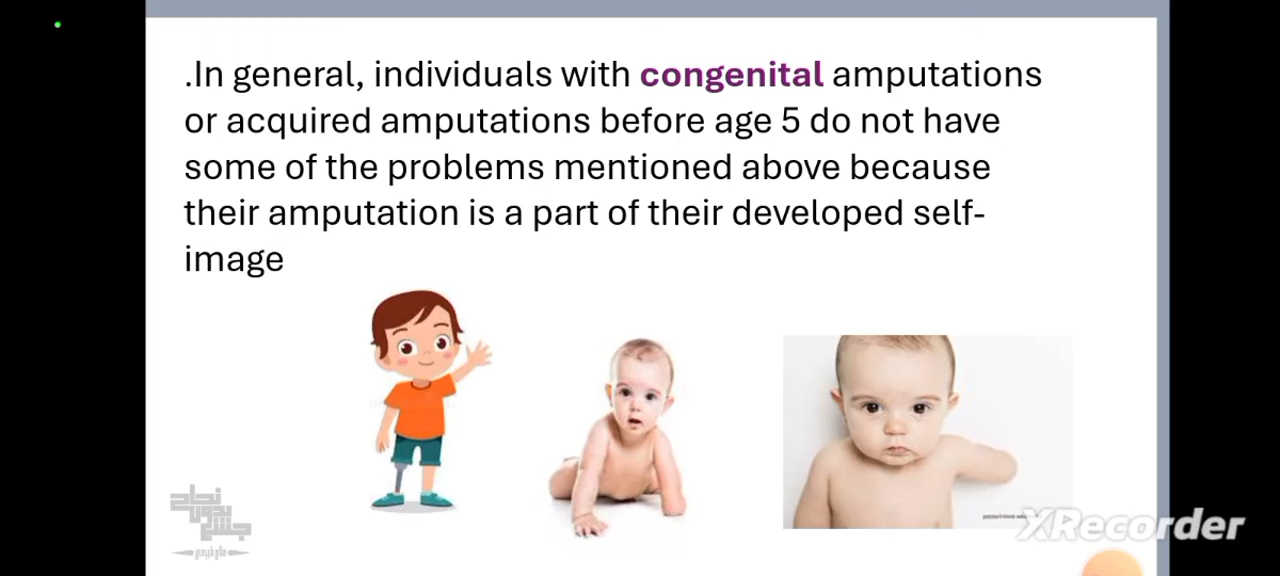 .In general, individuals with congenital amputations
or acquired amputations before age 5 do not have
some of the problems mentioned above because
their amputation is a part of their developed self-
image
XRecorder